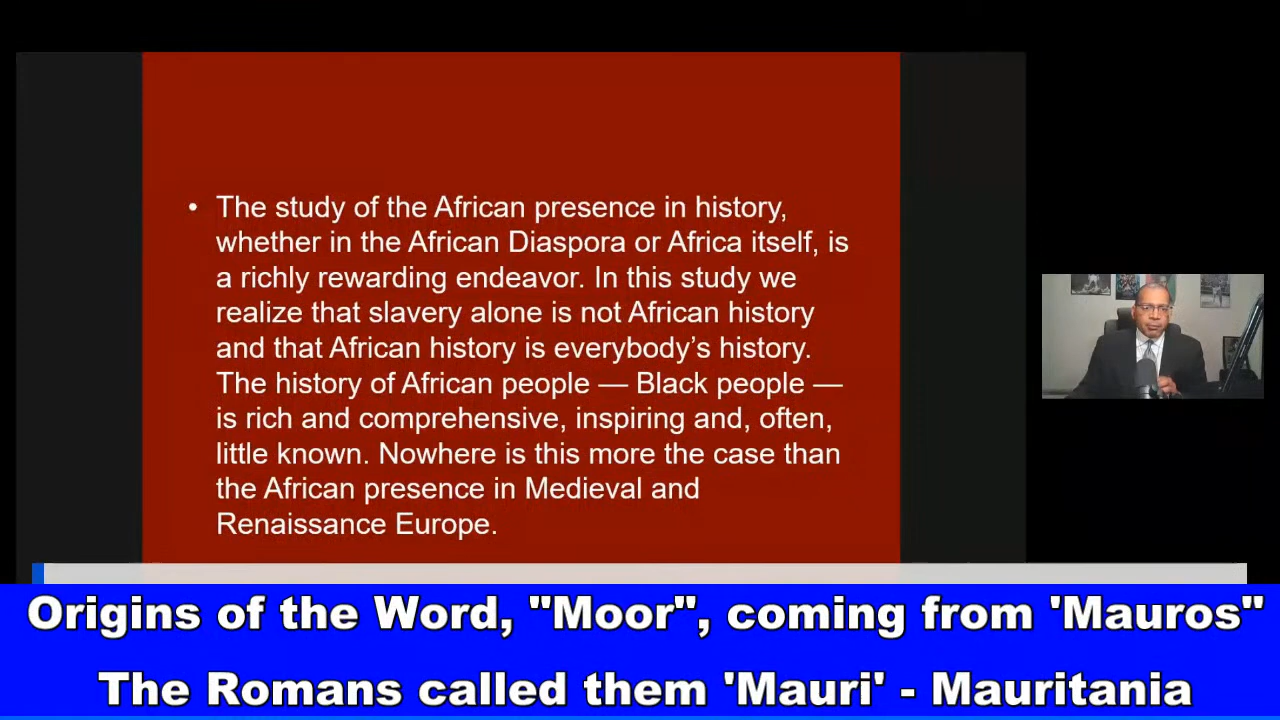 • The study of the African presence in history,
whether in the African Diaspora or Africa itself, is
a richly rewarding endeavor. In this study we
realize that slavery alone is not African history
and that African history is everybody’s history.
The history of African people — Black people —
is rich and comprehensive, inspiring and, often,
little known. Nowhere is this more the case than
the African presence in Medieval and
Renaissance Europe.
Origins of the Word, "Moor", coming from 'Mauros"
The Romans called them 'Mauri' - Mauritania